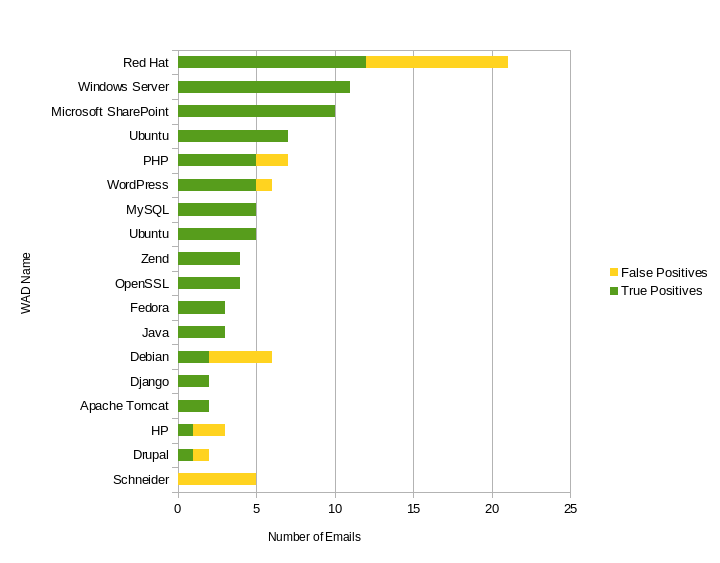 Red Hat
Windows Server
Microsoft SharePoint
Ubuntu
PHP
WordPress
MySQL
Ubuntu
Zend
OpenSSL
Fedora
Java
Debian
Django
Apache Tomcat
HP
Drupal
Schneider
WAD Name
0 5 10 15 20 25
Number of Emails
False Positives
True Positives